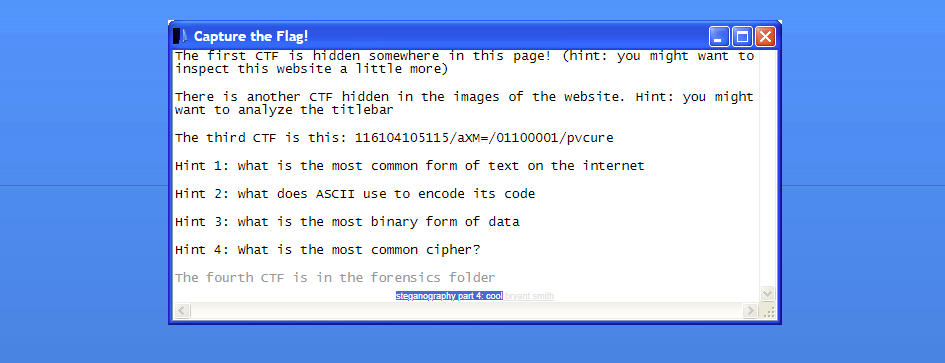 Capture the Flag!
The first CTF is hidden somewhere in this page! (hint: you might want to
inspect this website a little more)
There is another CTF hidden in the images of the website. Hint: you might
want to analyze the titlebar
The third CTF is this: 116104105115/aXM=/01100001/pvcure
Hint 1: what is the most common form of text on the internet
Hint 2: what does ASCII use to encode its code
Hint 3: what is the most binary form of data
Hint 4: What is the most common cipher?
The fourth CTF is in the forensics folder
steganography part 4: cool bryant smith